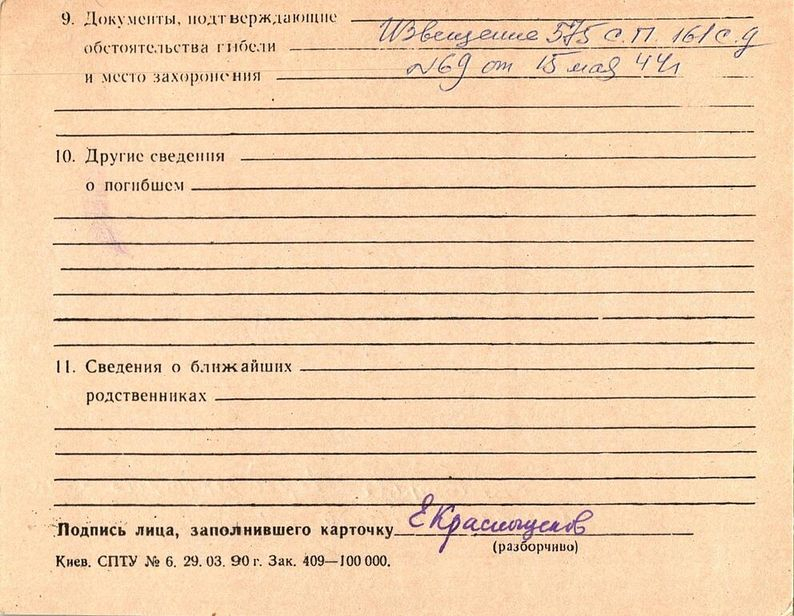 9. Документы, подтверждающие Извещение 575 с.п. 161 с.д
обстоятельства гибели №69 от 15 мая 44г
и место захоронения
10. Другие сведения
о погибшем
11. Сведения о ближайших
родственниках
Подпись лица, заполнившего карточку Е Красношуков
(разборчиво)
Киев. СПТУ № 6. 29. 03. 90 г. Зак. 409—100 000.